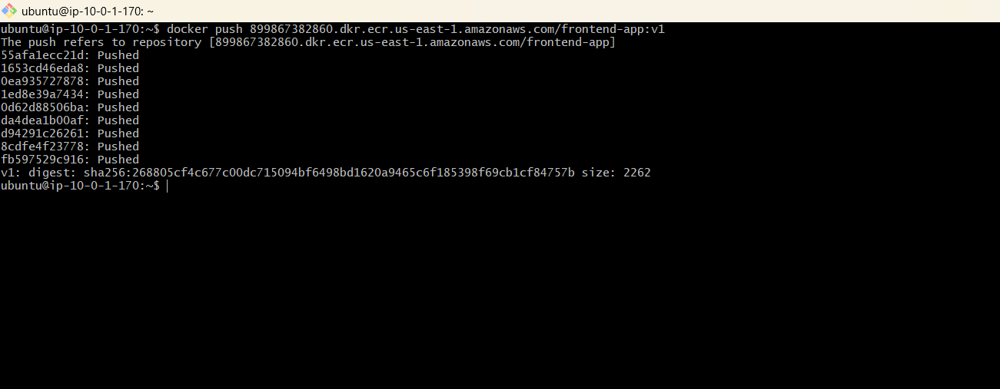 ubuntu@ip-10-0-1-170: ~
ubuntu@ip-10-0-1-170:~$ docker push 899867382860.dkr.ecr.us-east-1.amazonaws.com/frontend-app:v1
The push refers to repository [899867382860.dkr.ecr.us-east-1.amazonaws.com/frontend-app]
55afa1ecc21d: Pushed
1653cd46eda8: Pushed
0ea935727878: Pushed
1ed8e39a7434: Pushed
0d62d88506ba: Pushed
da4dea1b00af: Pushed
d94291c26261: Pushed
8cdfe4f23778: Pushed
fb597529c916: Pushed
v1: digest: sha256:268805cf4c677c00dc715094bf6498bd1620a9465c6f185398f69cb1cf84757b size: 2262
ubuntu@ip-10-0-1-170:~$